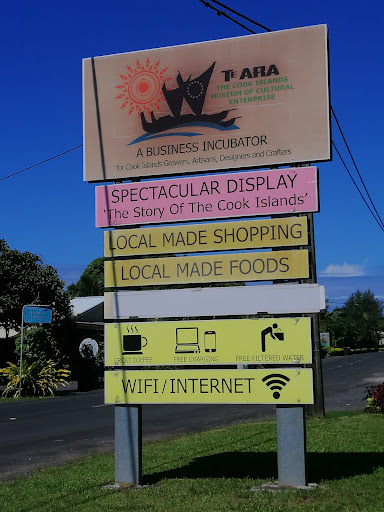 TE ARA
THE COOK ISLANDS
MUSEUM OF CULTURAL
ENTERPRISE
A BUSINESS INCUBATOR
for Cook Islands Growers, Artisans, Designers and Crafters
SPECTACULAR DISPLAY
'The Story Of The Cook Islands'
LOCAL MADE SHOPPING
LOCAL MADE FOODS
GREAT COFFEE FREE CHARGING FREE FILTERED WATER
WIFI/INTERNET